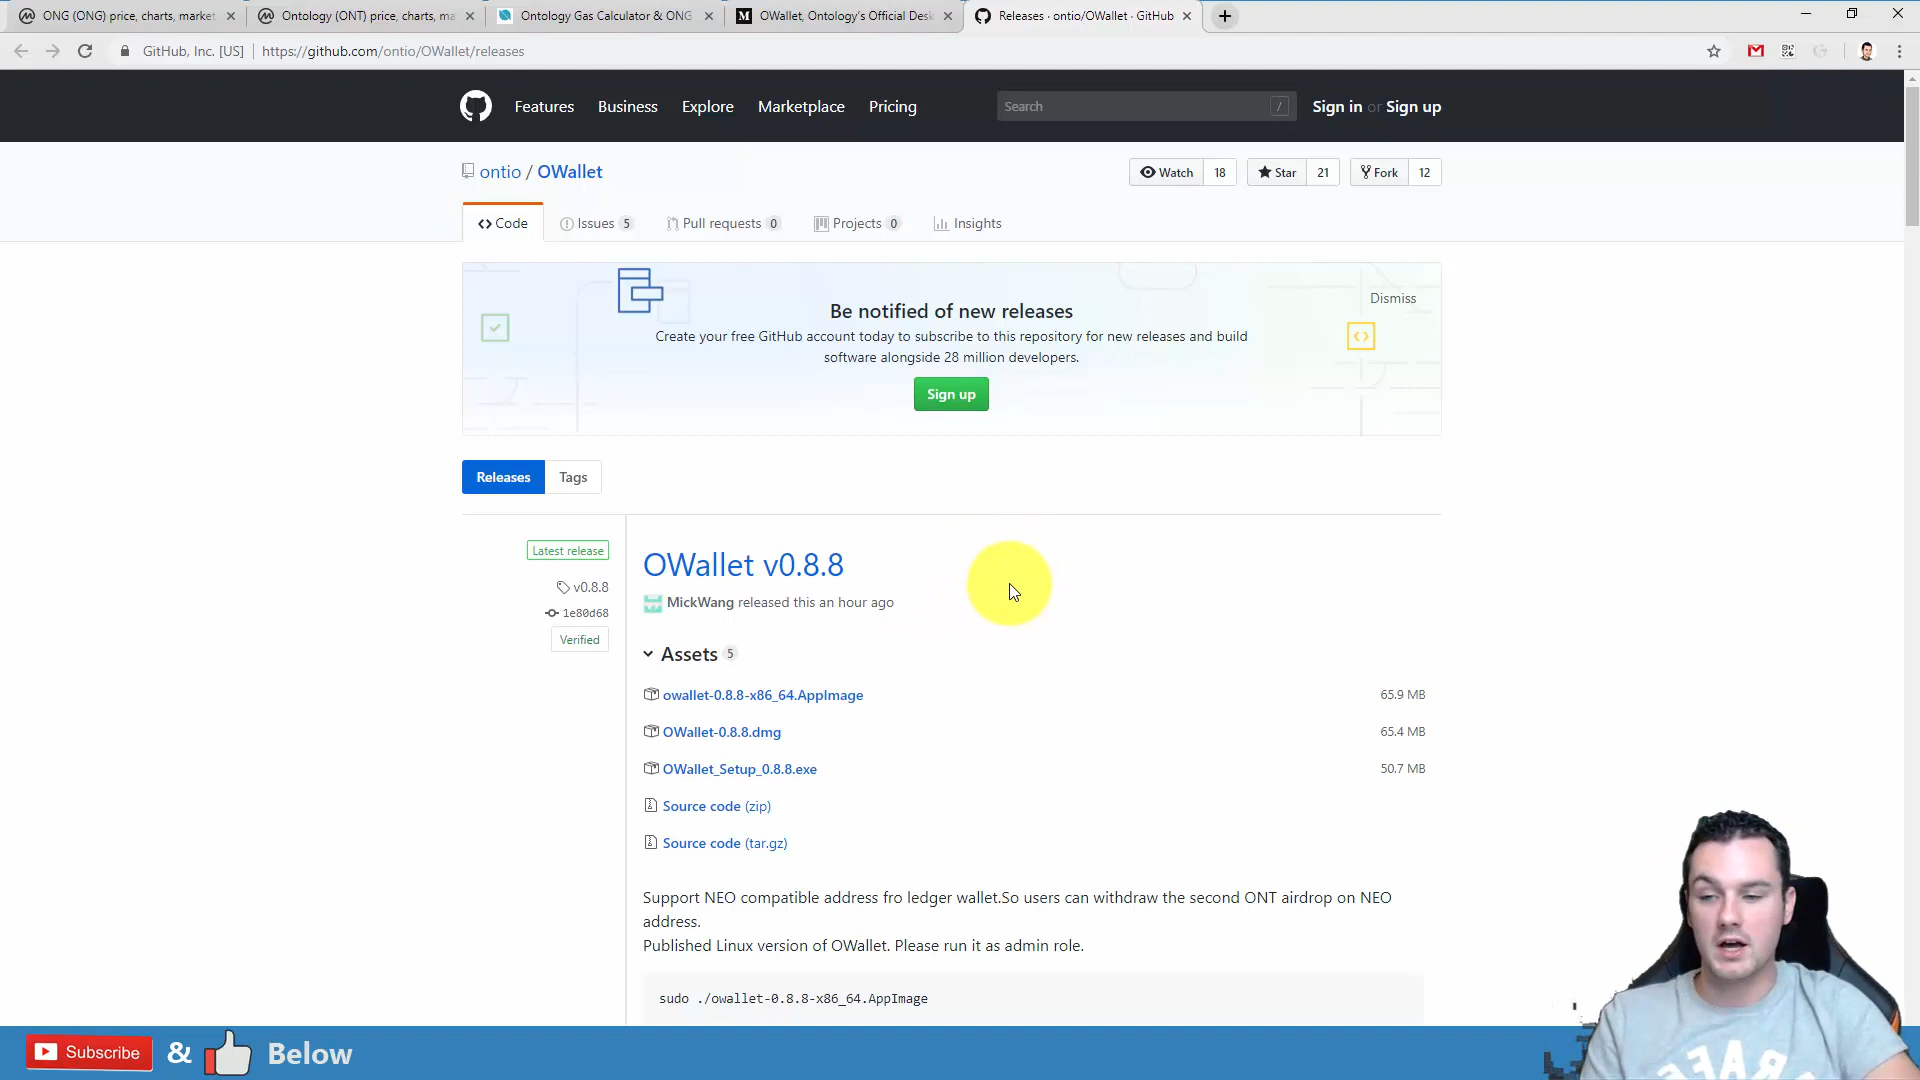 ONG (ONG) price, charts, market
Ontology (ONT) price, charts, ma
Ontology Gas Calculator & ONG
OWallet, Ontology's Official Desk
Releases · ontio/OWallet · GitHub
GitHub, Inc. [US] | https://github.com/ontio/OWallet/releases
Features Business Explore Marketplace Pricing Search / Sign in or Sign up
ontio / OWallet Watch 18 Star 21 Fork 12
Code Issues 5 Pull requests 0 Projects 0 Insights
Dismiss
Be notified of new releases
Create your free GitHub account today to subscribe to this repository for new releases and build
software alongside 28 million developers.
Sign up
Releases Tags
Latest release
v0.8.8
1e80d68
Verified
OWallet v0.8.8
MickWang released this an hour ago
Assets 5
owallet-0.8.8-x86_64.AppImage 65.9 MB
OWallet-0.8.8.dmg 65.4 MB
OWallet_Setup_0.8.8.exe 50.7 MB
Source code (zip)
Source code (tar.gz)
Support NEO compatible address fro ledger wallet.So users can withdraw the second ONT airdrop on NEO
address.
Published Linux version of OWallet. Please run it as admin role.
sudo ./owallet-0.8.8-x86_64.AppImage
Subscribe & Below